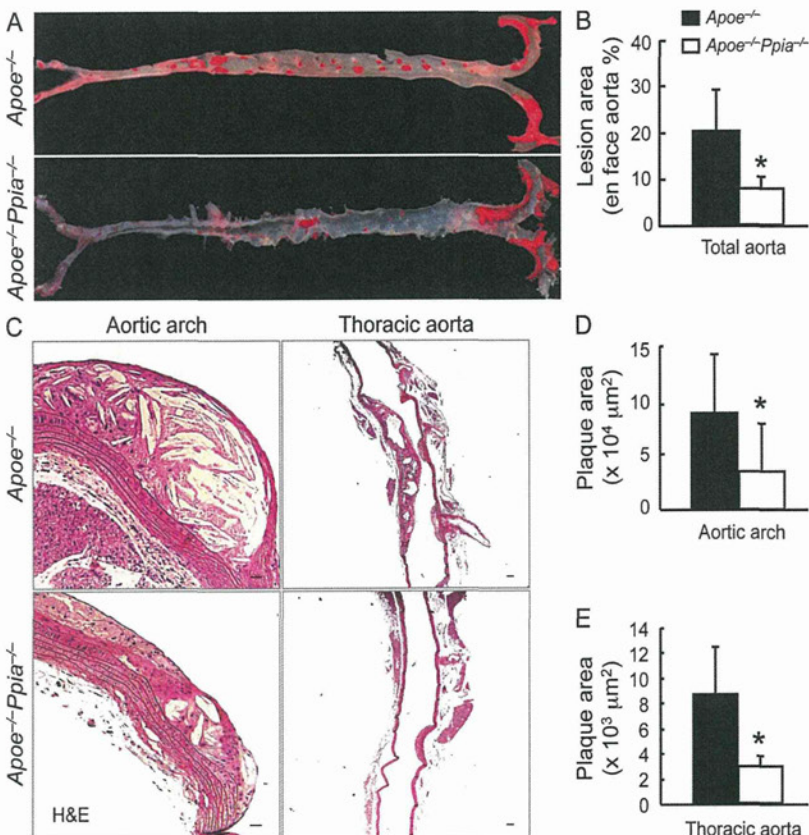 A
Apoe–/–
Apoe–/–Ppia–/–
B
Apoe–/–
Apoe–/–Ppia–/–
Lesion area
(en face aorta %)
40
30
20
10
0
*
Total aorta
C
Aortic arch
Thoracic aorta
Apoe–/–
Apoe–/–Ppia–/–
H&E
D
Plaque area
(x 10⁴ μm²)
15
10
5
0
*
Aortic arch
E
Plaque area
(x 10³ μm²)
14
12
10
8
6
4
2
0
*
Thoracic aorta